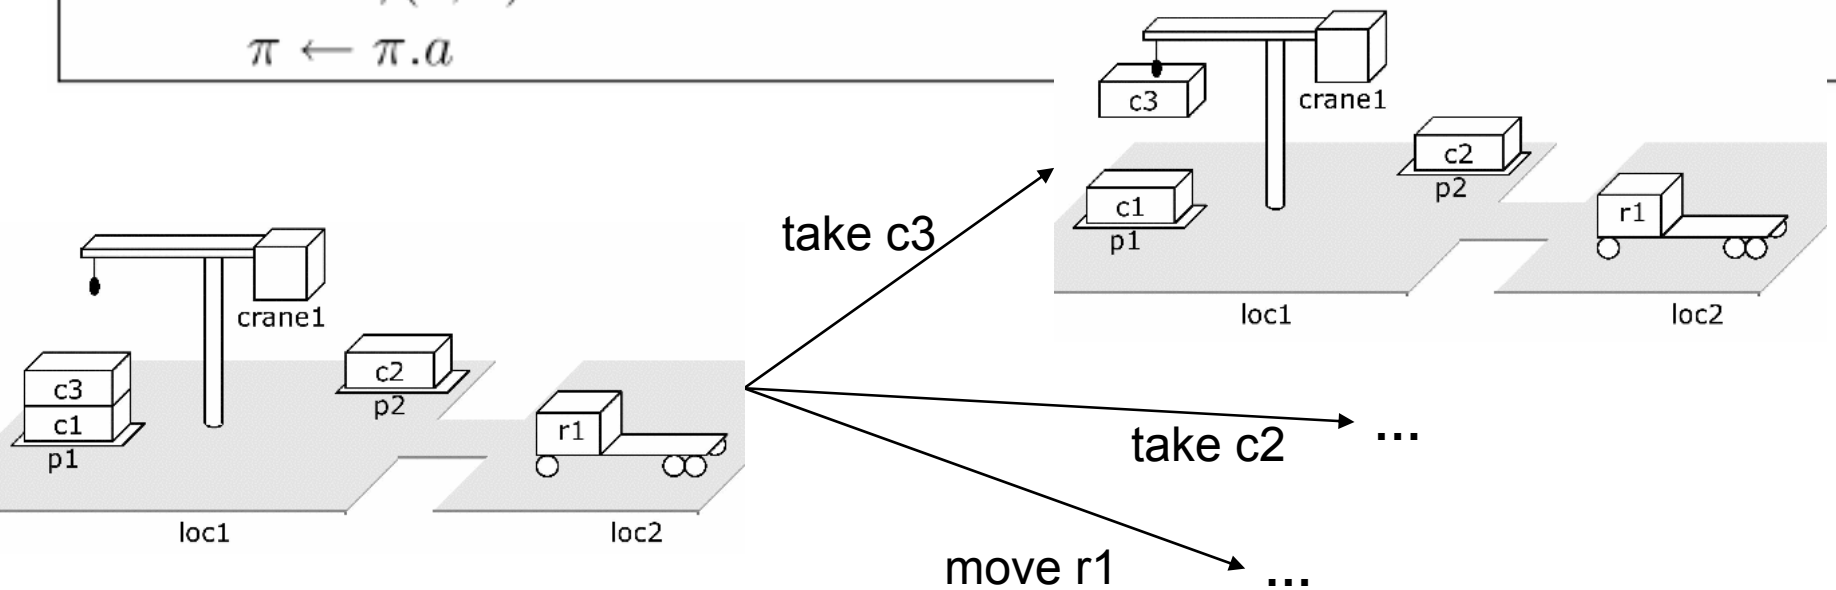 π ← π.a
c3
crane1
c2
p2
c1
p1
r1
loc1
loc2
take c3
crane1
c3
c1
p1
c2
p2
r1
loc1
loc2
take c2
...
move r1
...